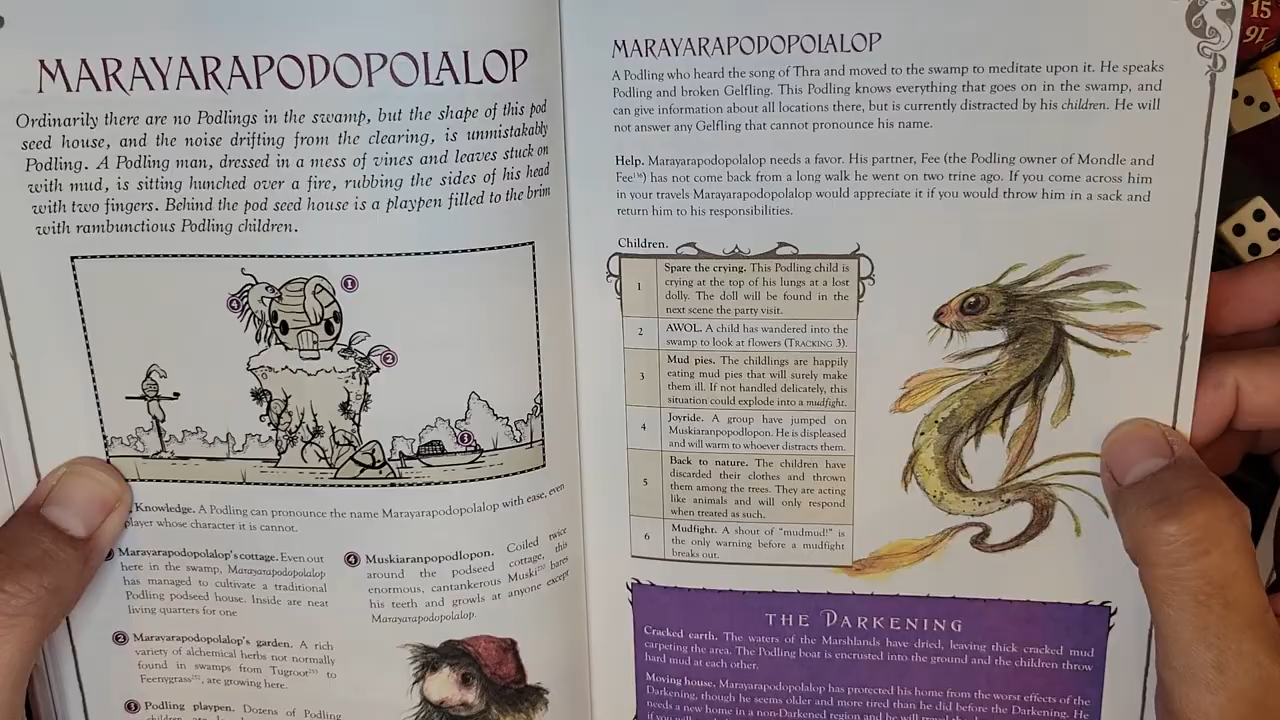 MARAYARAPODOPOLALOP
Ordinarily there are no Podlings in the swamp, but the shape of this pod
seed house, and the noise drifting from the clearing, is unmistakably
Podling. A Podling man, dressed in a mess of vines and leaves stuck on
with mud, is sitting hunched over a fire, rubbing the sides of his head
with two fingers. Behind the pod seed house is a playpen filled to the brim
with rambunctious Podling children.
1
4
2
3
Knowledge. A Podling can pronounce the name Marayarapodopolalop with ease, even
player whose character it is cannot.
Marayarapodopolalop's cottage. Even out
here in the swamp, Marayarapodopolalop
has managed to cultivate a traditional
Podling podseed house. Inside are neat
living quarters for one
2 Marayarapodopolalop's garden. A rich
variety of alchemical herbs not normally
found in swamps from Tugroot to
Feenygrass, are growing here.
3 Podling playpen. Dozens of Podling
4 Muskiaranpopodlopon. Coiled twice
around the podseed cottage, this
enormous, cantankerous Muski bares
his teeth and growls at anyone except
Marayarapodopolalop.
MARAYARAPODOPOLALOP
A Podling who heard the song of Thra and moved to the swamp to meditate upon it. He speaks
Podling and broken Gelfling. This Podling knows everything that goes on in the swamp, and
can give information about all locations there, but is currently distracted by his children. He will
not answer any Gelfling that cannot pronounce his name.
Help. Marayarapodopolalop needs a favor. His partner, Fee (the Podling owner of Mondle and
Fee) has not come back from a long walk he went on two trine ago. If you come across him
in your travels Marayarapodopolalop would appreciate it if you would throw him in a sack and
return him to his responsibilities.
Children.
1 Spare the crying. This Podling child is
crying at the top of his lungs at a lost
dolly. The doll will be found in the
next scene the party visit.
2 AWOL. A child has wandered into the
swamp to look at flowers (TRACKING 3).
3 Mud pies. The childlings are happily
eating mud pies that will surely make
them ill. If not handled delicately, this
situation could explode into a mudfight.
4 Joyride. A group have jumped on
Muskiaranpodlopon. He is displeased
and will warm to whoever distracts them.
5 Back to nature. The children have
discarded their clothes and thrown
them among the trees. They are acting
like animals and will only respond
when treated as such.
6 Mudfight. A shout of "mudmud!" is
the only warning before a mudfight
breaks out.
THE DARKENING
Cracked earth. The waters of the Marshlands have dried, leaving thick cracked mud
carpeting the area. The Podling boat is encrusted into the ground and the children throw
hard mud at each other.
Moving house. Marayarapodopolalop has protected his home from the worst effects of the
Darkening, though he seems older and more tired than he did before the Darkening. He
needs a new home in a non-Darkened region and he will
15